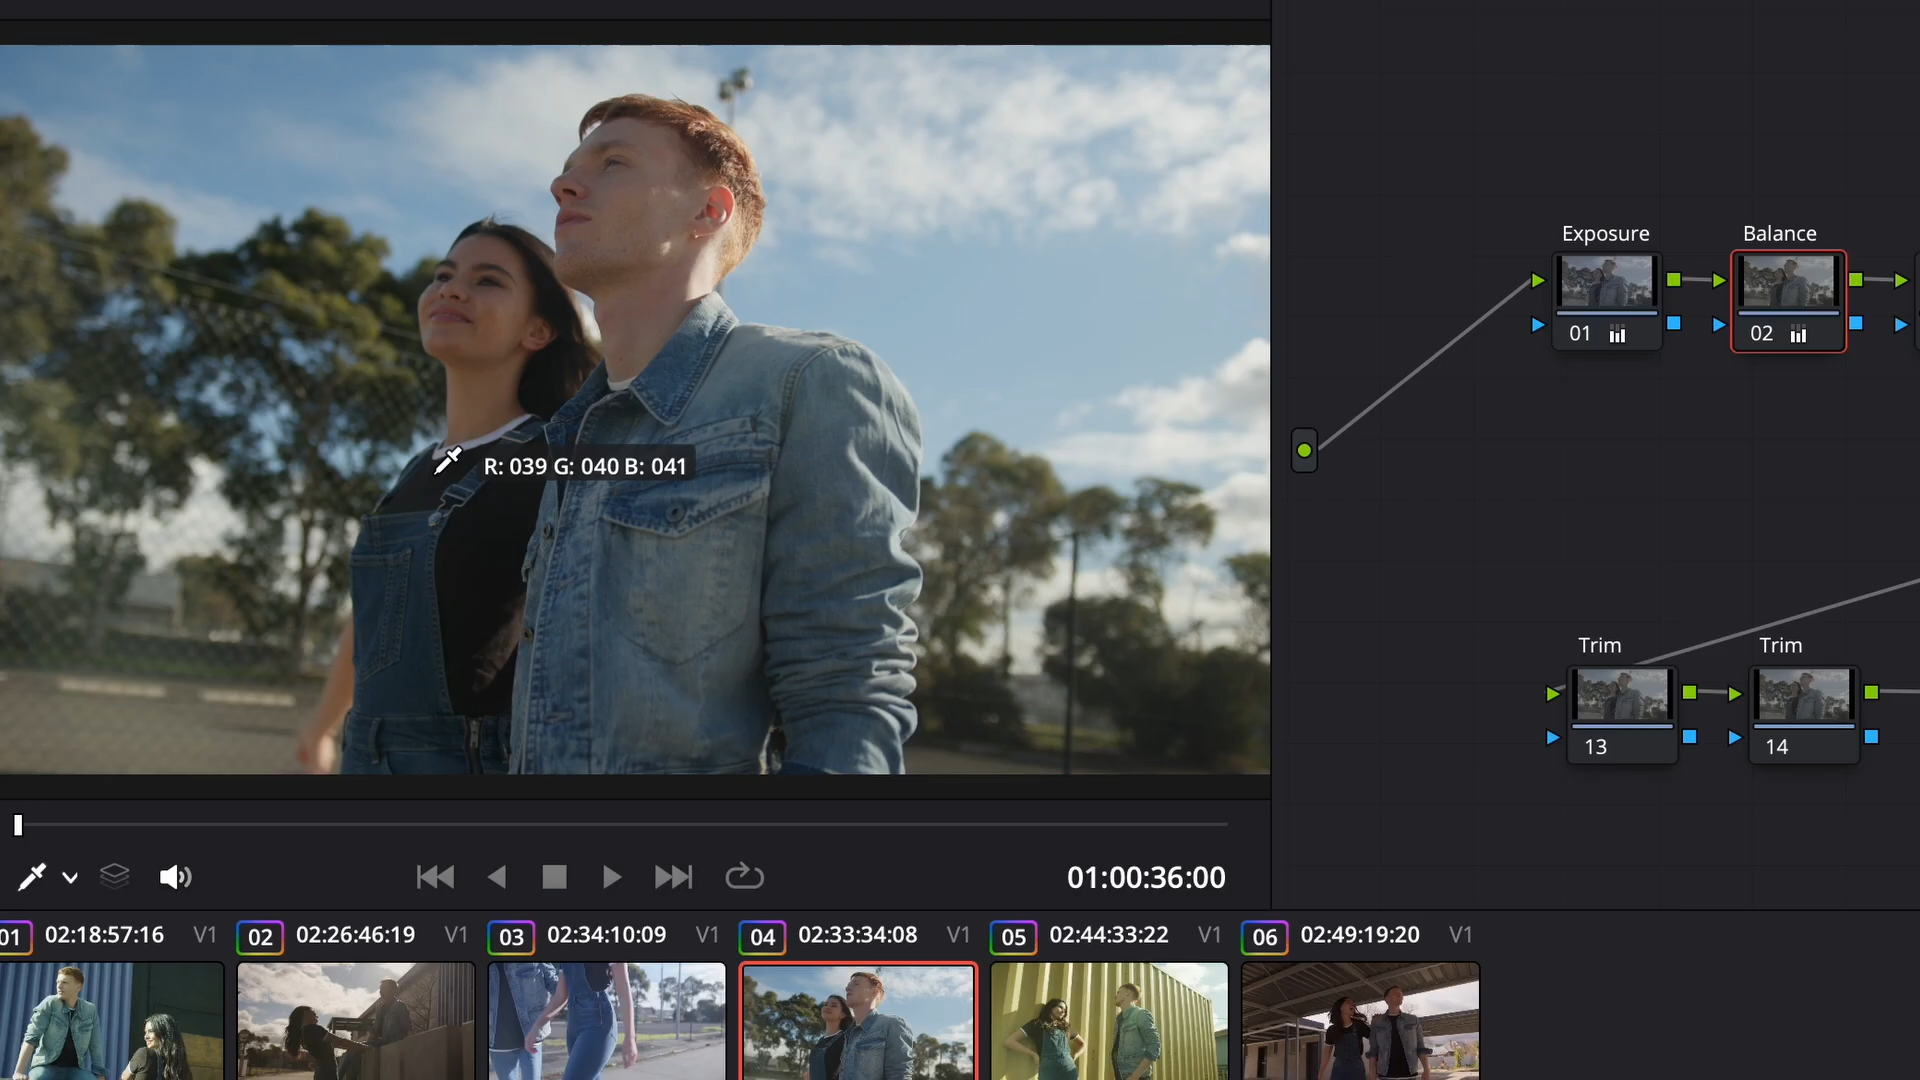 Exposure
Balance
01
02
R: 039 G: 040 B: 041
Trim
Trim
13
14
01:00:36:00
01 02:18:57:16 V1
02 02:26:46:19 V1
03 02:34:10:09 V1
04 02:33:34:08 V1
05 02:44:33:22 V1
06 02:49:19:20 V1